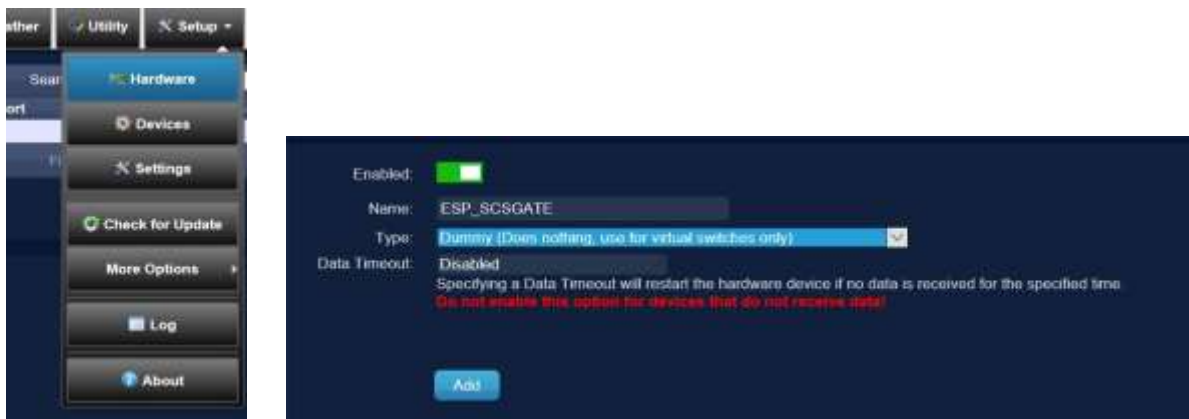 Utility
Setup
Hardware
Devices
Settings
Check for Update
More Options
Log
About
Enabled:
Name: ESP_SCSGATE
Type: Dummy (Does nothing, use for virtual switches only)
Data Timeout: Disabled
Specifying a Data Timeout will restart the hardware device if no data is received for the specified time.
Do not enable this option for devices that do not receive data!
Add